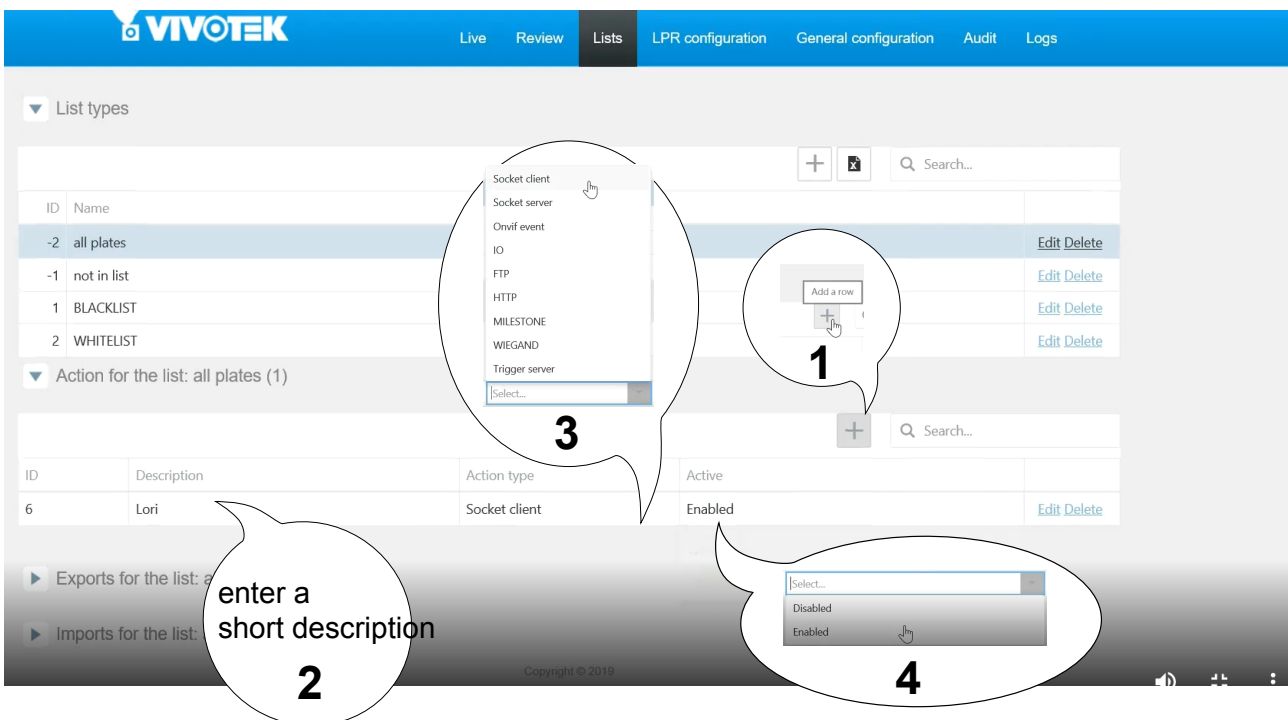 VIVOTEK Live Review Lists LPR configuration General configuration Audit Logs
List types
Search...
ID Name
-2 all plates Edit Delete
-1 not in list Edit Delete
1 BLACKLIST Edit Delete
2 WHITELIST Edit Delete
Socket client
Socket server
Onvif event
IO
FTP
HTTP
MILESTONE
WIEGAND
Trigger server
Select...
3
Add a row
1
Action for the list: all plates (1)
Search...
ID Description Action type Active
6 Lori Socket client Enabled Edit Delete
Exports for the list: a
Imports for the list:
enter a
short description
2
Select...
Disabled
Enabled
4
Copyright © 2019